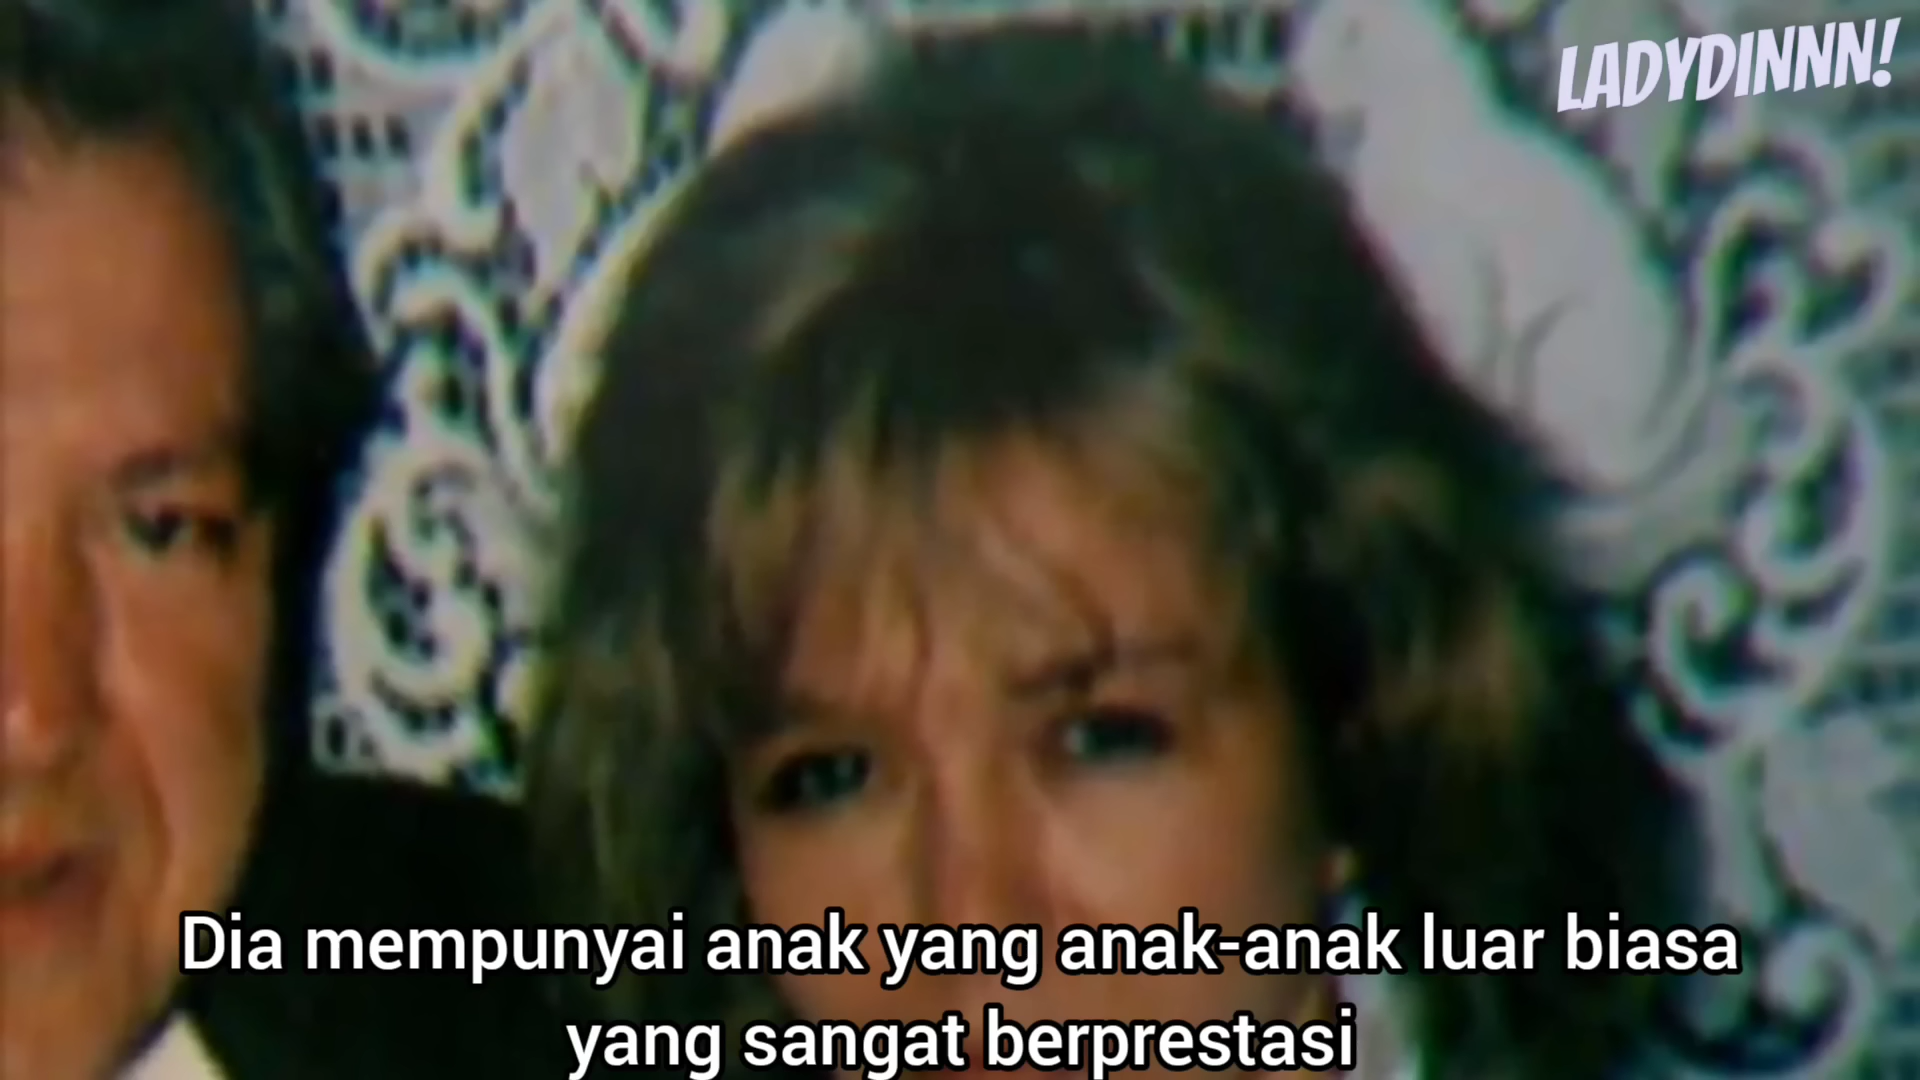 LADYDINNN!
Dia mempunyai anak yang anak-anak luar biasa
yang sangat berprestasi